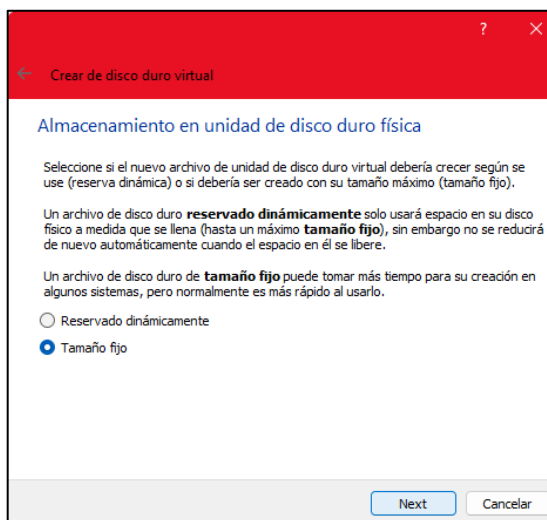 ?
Crear de disco duro virtual
Almacenamiento en unidad de disco duro física
Seleccione si el nuevo archivo de unidad de disco duro virtual debería crecer según se
use (reserva dinámica) o si debería ser creado con su tamaño máximo (tamaño fijo).
Un archivo de disco duro reservado dinámicamente solo usará espacio en su disco
físico a medida que se llena (hasta un máximo tamaño fijo), sin embargo no se reducirá
de nuevo automáticamente cuando el espacio en él se libere.
Un archivo de disco duro de tamaño fijo puede tomar más tiempo para su creación en
algunos sistemas, pero normalmente es más rápido al usarlo.
Reservado dinámicamente
Tamaño fijo
Next Cancelar